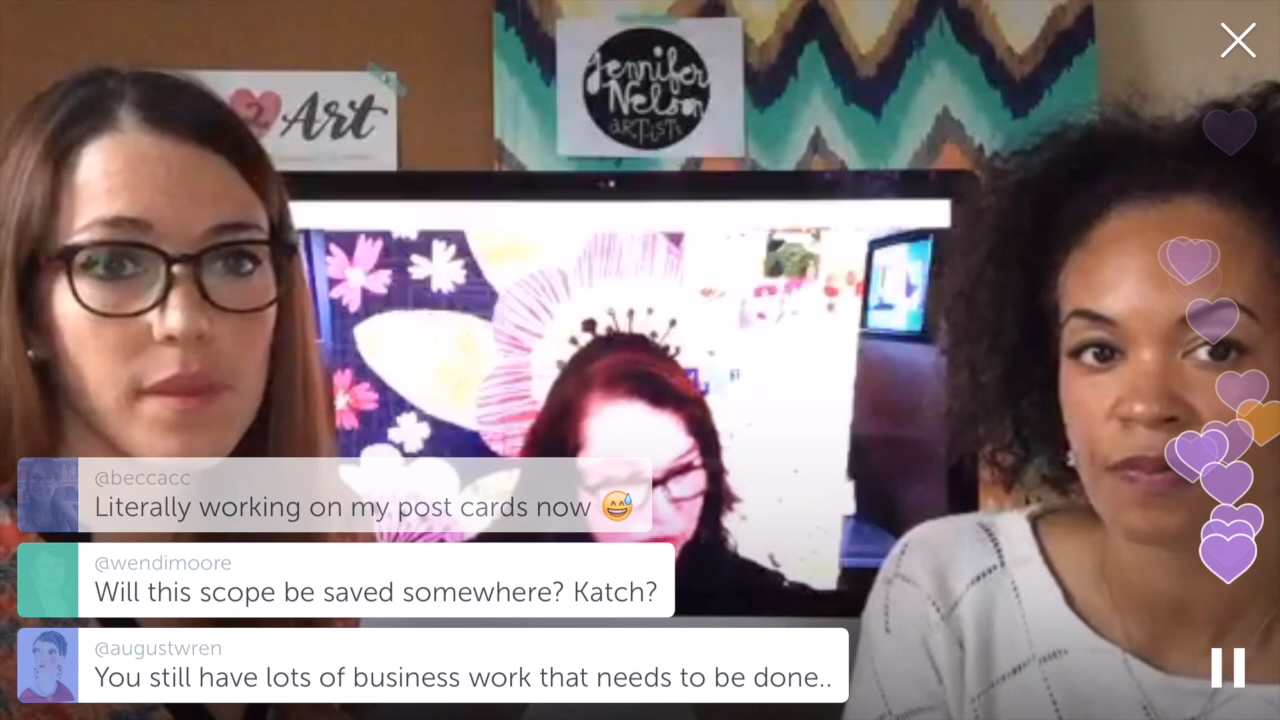 Art
Jennifer
Nelson
ARTiST
@beccacc
Literally working on my post cards now 😅
@wendimoore
Will this scope be saved somewhere? Katch?
@augustwren
You still have lots of business work that needs to be done..